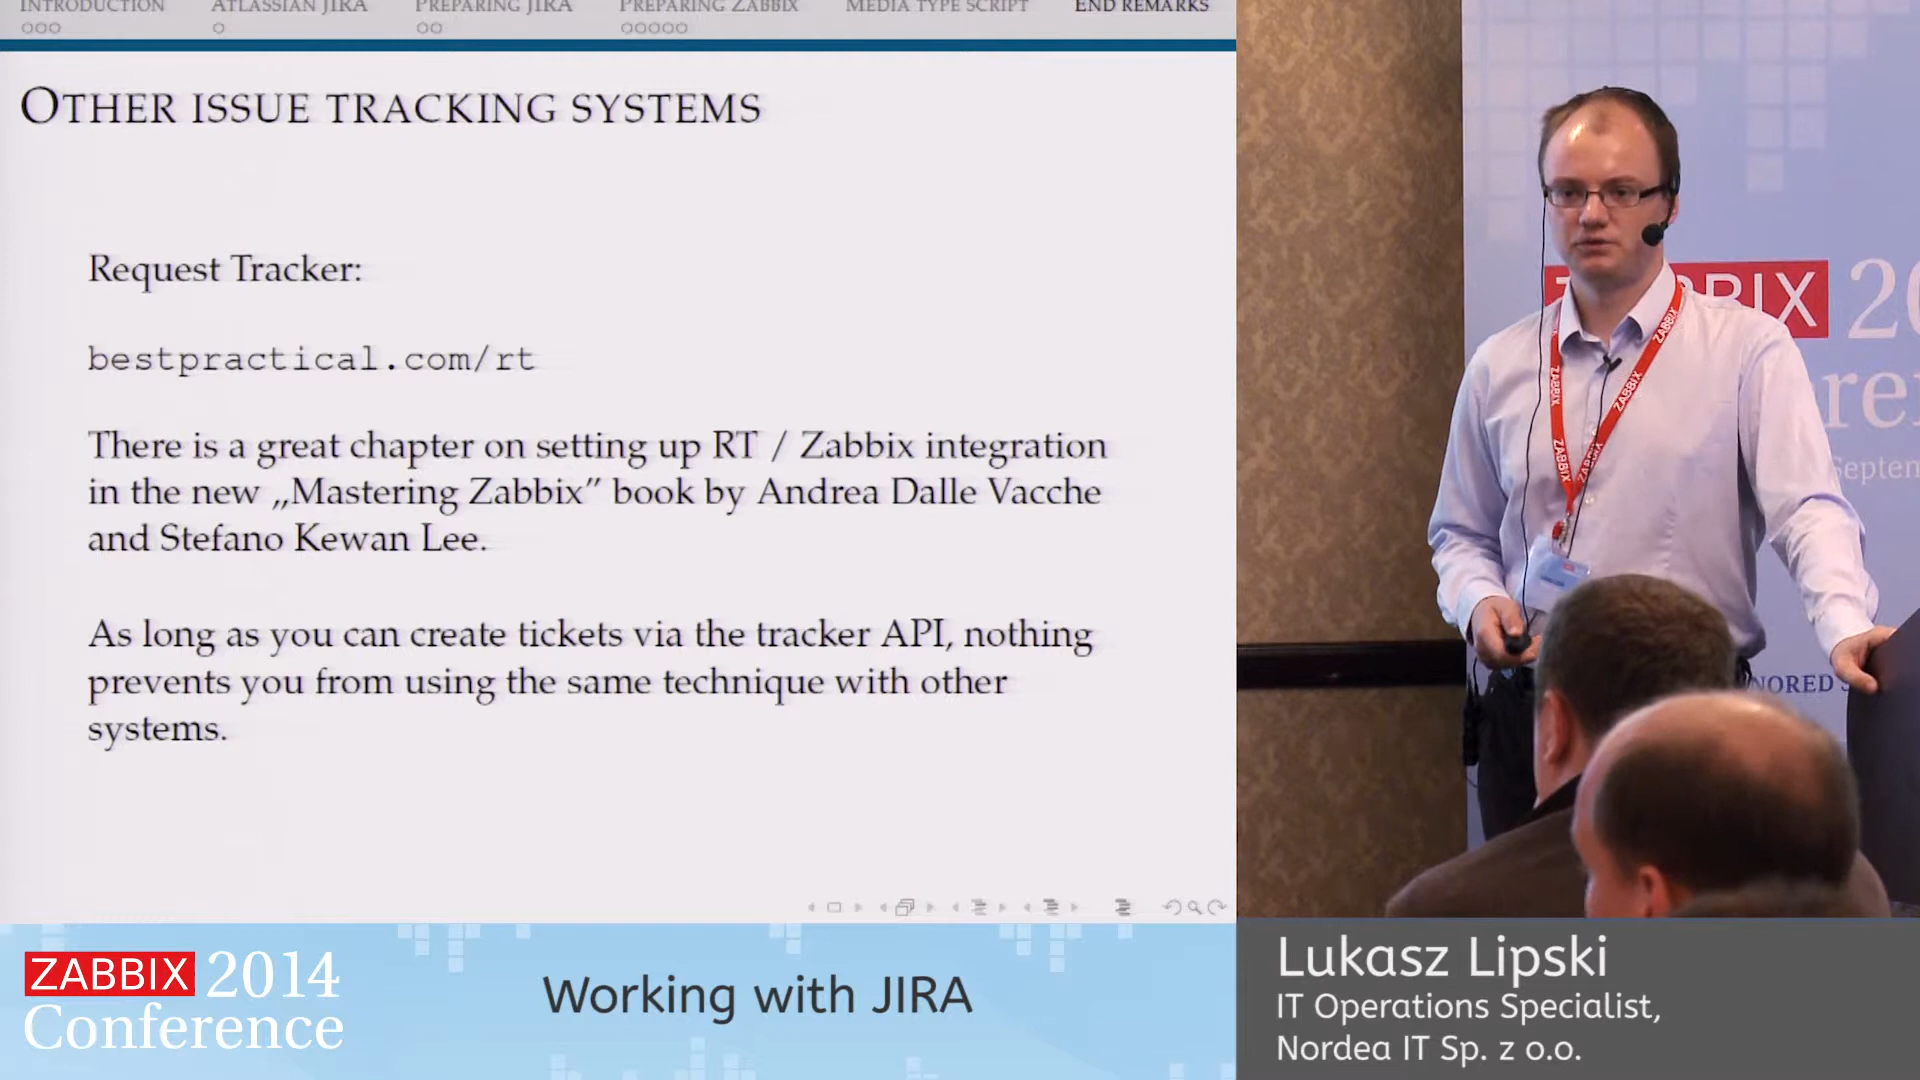 INTRODUCTION ATLASSIAN JIRA PREPARING JIRA PREPARING ZABBIX MEDIA TYPE SCRIPT END REMARKS
OTHER ISSUE TRACKING SYSTEMS
Request Tracker:
bestpractical.com/rt
There is a great chapter on setting up RT / Zabbix integration
in the new „Mastering Zabbix” book by Andrea Dalle Vacche
and Stefano Kewan Lee.
As long as you can create tickets via the tracker API, nothing
prevents you from using the same technique with other
systems.
ZABBIX 2014
Conference
Working with JIRA
Lukasz Lipski
IT Operations Specialist,
Nordea IT Sp. z o.o.
ZABBIX
ZABBIX
ZABBIX
ZABBIX